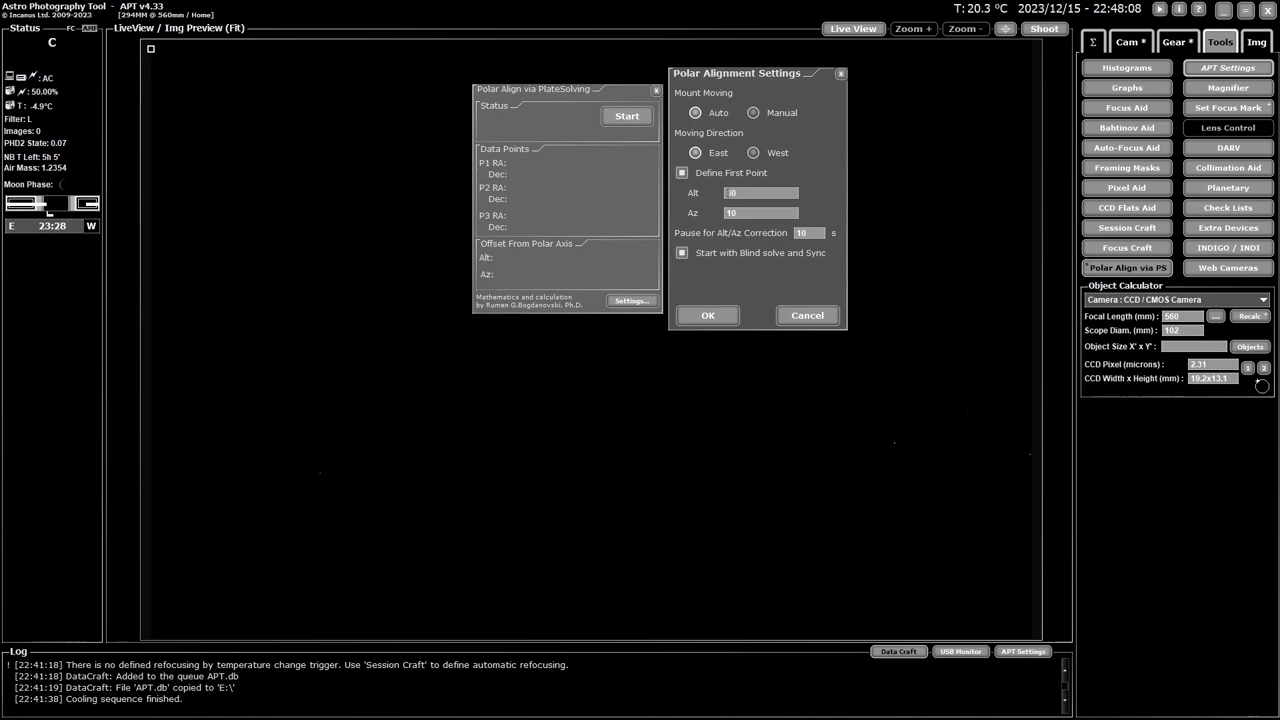 Astro Photography Tool - APT v4.33
© Incanus Ltd. 2009-2023
[294MM @ 560mm / Home]
T: 20.3 ºC
2023/12/15 - 22:48:08
i
?
Status
FC
AMF
C
: AC
: 50.00%
T: -4.9°C
Filter: L
Images: 0
PHD2 State: 0.07
NB T Left: 5h 5'
Air Mass: 1.2354
Moon Phase:
E
23:28
W
LiveView / Img Preview (Fit)
Live View
Zoom +
Zoom -
Shoot
Polar Align via PlateSolving
Status
Start
Data Points
P1 RA:
Dec:
P2 RA:
Dec:
P3 RA:
Dec:
Offset From Polar Axis
Alt:
Az:
Mathematics and calculation
by Rumen G.Bogdanovski, Ph.D.
Settings...
Polar Alignment Settings
Mount Moving
Auto
Manual
Moving Direction
East
West
Define First Point
Alt
Az
10
Pause for Alt/Az Correction
10
s
Start with Blind solve and Sync
OK
Cancel
Σ
Cam *
Gear *
Tools
Img
Histograms
APT Settings
Graphs
Magnifier
Focus Aid
Set Focus Mark
Bahtinov Aid
Lens Control
Auto-Focus Aid
DARV
Framing Masks
Collimation Aid
Pixel Aid
Planetary
CCD Flats Aid
Check Lists
Session Craft
Extra Devices
Focus Craft
INDIGO / INDI
Polar Align via PS
Web Cameras
Object Calculator
Camera : CCD / CMOS Camera
Focal Length (mm) :
560
...
Recalc
Scope Diam. (mm) :
102
Object Size X' x Y' :
Objects
CCD Pixel (microns) :
2.31
1
2
CCD Width x Height (mm) :
19.2x13.1
Log
Data Craft
USB Monitor
APT Settings
! [22:41:18] There is no defined refocusing by temperature change trigger. Use 'Session Craft' to define automatic refocusing.
[22:41:18] DataCraft: Added to the queue APT.db
[22:41:19] DataCraft: File 'APT.db' copied to 'E:\'
[22:41:38] Cooling sequence finished.